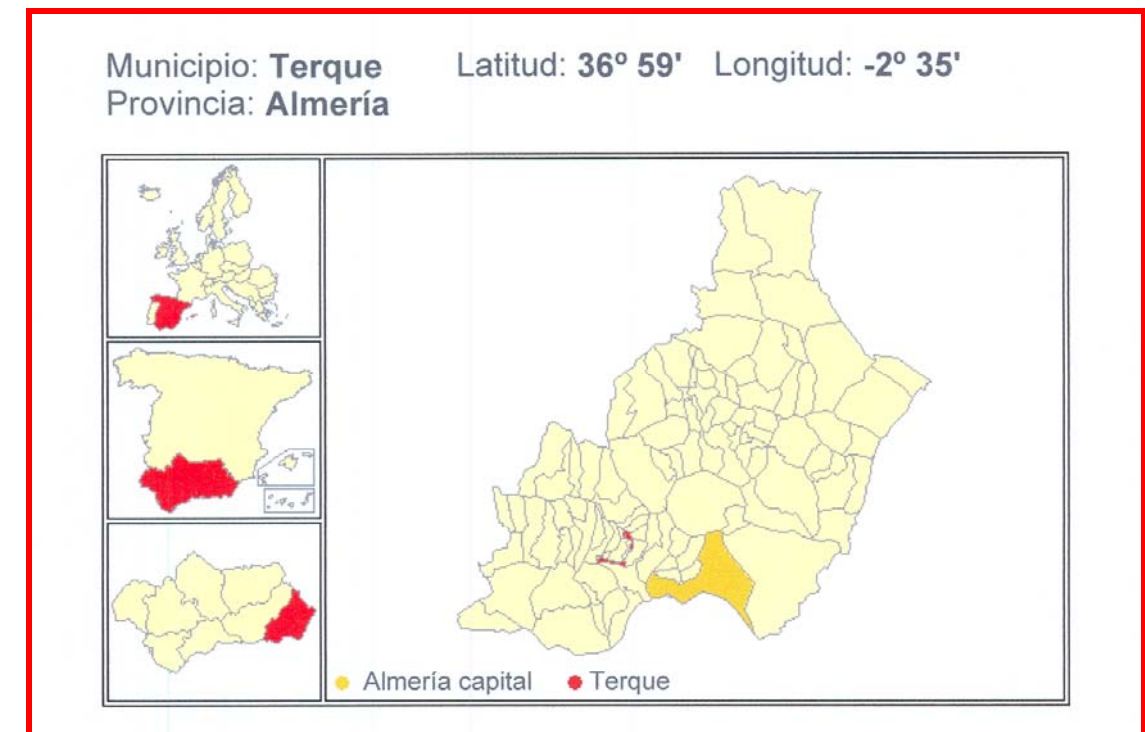 Municipio: Terque Latitud: 36º 59' Longitud: -2º 35'
Provincia: Almería
Almería capital Terque